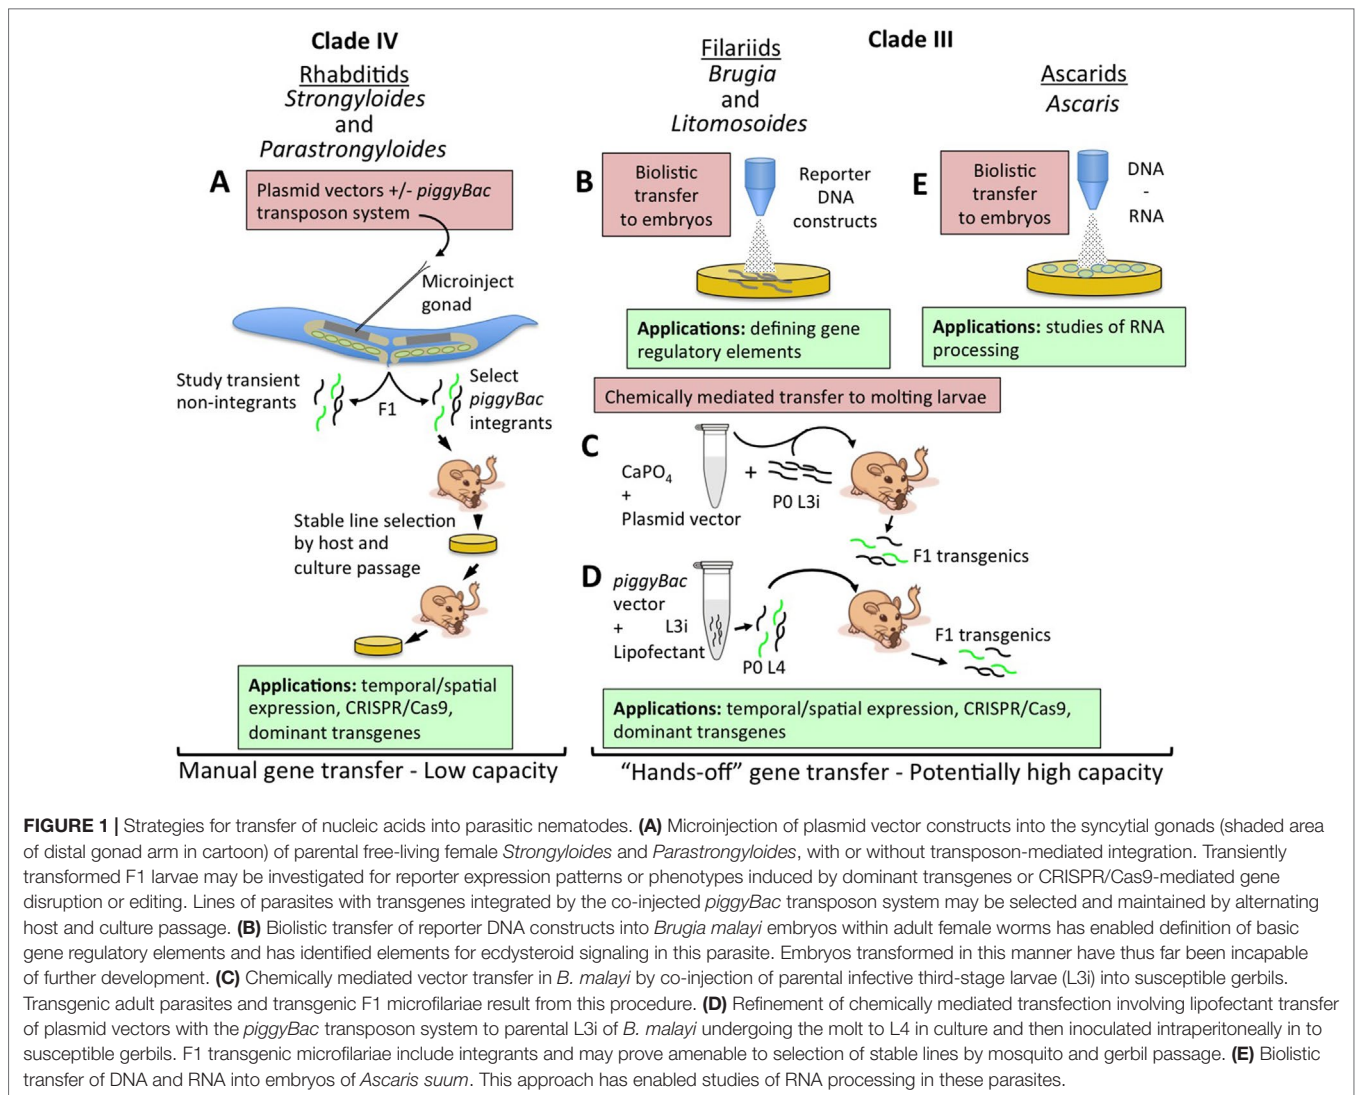 Clade IV
Rhabditids
Strongyloides
and
Parastrongyloides
A
Plasmid vectors +/- piggyBac
transposon system
Microinject
gonad
Study transient
non-integrants
F1
Select
piggyBac
integrants
Stable line selection
by host and
culture passage
Applications: temporal/spatial
expression, CRISPR/Cas9,
dominant transgenes
Manual gene transfer - Low capacity
Clade III
Filariids
Brugia
and
Litomosoides
B
Biolistic
transfer
to embryos
Reporter
DNA
constructs
Applications: defining gene
regulatory elements
Ascarids
Ascaris
E
Biolistic
transfer
to embryos
DNA
-
RNA
Applications: studies of RNA
processing
Chemically mediated transfer to molting larvae
C
CaPO4
+
Plasmid vector
+
P0 L3i
F1 transgenics
D
piggyBac
vector
+ L3i
Lipofectant
P0 L4
F1 transgenics
Applications: temporal/spatial expression, CRISPR/Cas9,
dominant transgenes
“Hands-off” gene transfer - Potentially high capacity
FIGURE 1 | Strategies for transfer of nucleic acids into parasitic nematodes. (A) Microinjection of plasmid vector constructs into the syncytial gonads (shaded area
of distal gonad arm in cartoon) of parental free-living female Strongyloides and Parastrongyloides, with or without transposon-mediated integration. Transiently
transformed F1 larvae may be investigated for reporter expression patterns or phenotypes induced by dominant transgenes or CRISPR/Cas9-mediated gene
disruption or editing. Lines of parasites with transgenes integrated by the co-injected piggyBac transposon system may be selected and maintained by alternating
host and culture passage. (B) Biolistic transfer of reporter DNA constructs into Brugia malayi embryos within adult female worms has enabled definition of basic
gene regulatory elements and has identified elements for ecdysteroid signaling in this parasite. Embryos transformed in this manner have thus far been incapable
of further development. (C) Chemically mediated vector transfer in B. malayi by co-injection of parental infective third-stage larvae (L3i) into susceptible gerbils.
Transgenic adult parasites and transgenic F1 microfilariae result from this procedure. (D) Refinement of chemically mediated transfection involving lipofectant transfer
of plasmid vectors with the piggyBac transposon system to parental L3i of B. malayi undergoing the molt to L4 in culture and then inoculated intraperitoneally in to
susceptible gerbils. F1 transgenic microfilariae include integrants and may prove amenable to selection of stable lines by mosquito and gerbil passage. (E) Biolistic
transfer of DNA and RNA into embryos of Ascaris suum. This approach has enabled studies of RNA processing in these parasites.